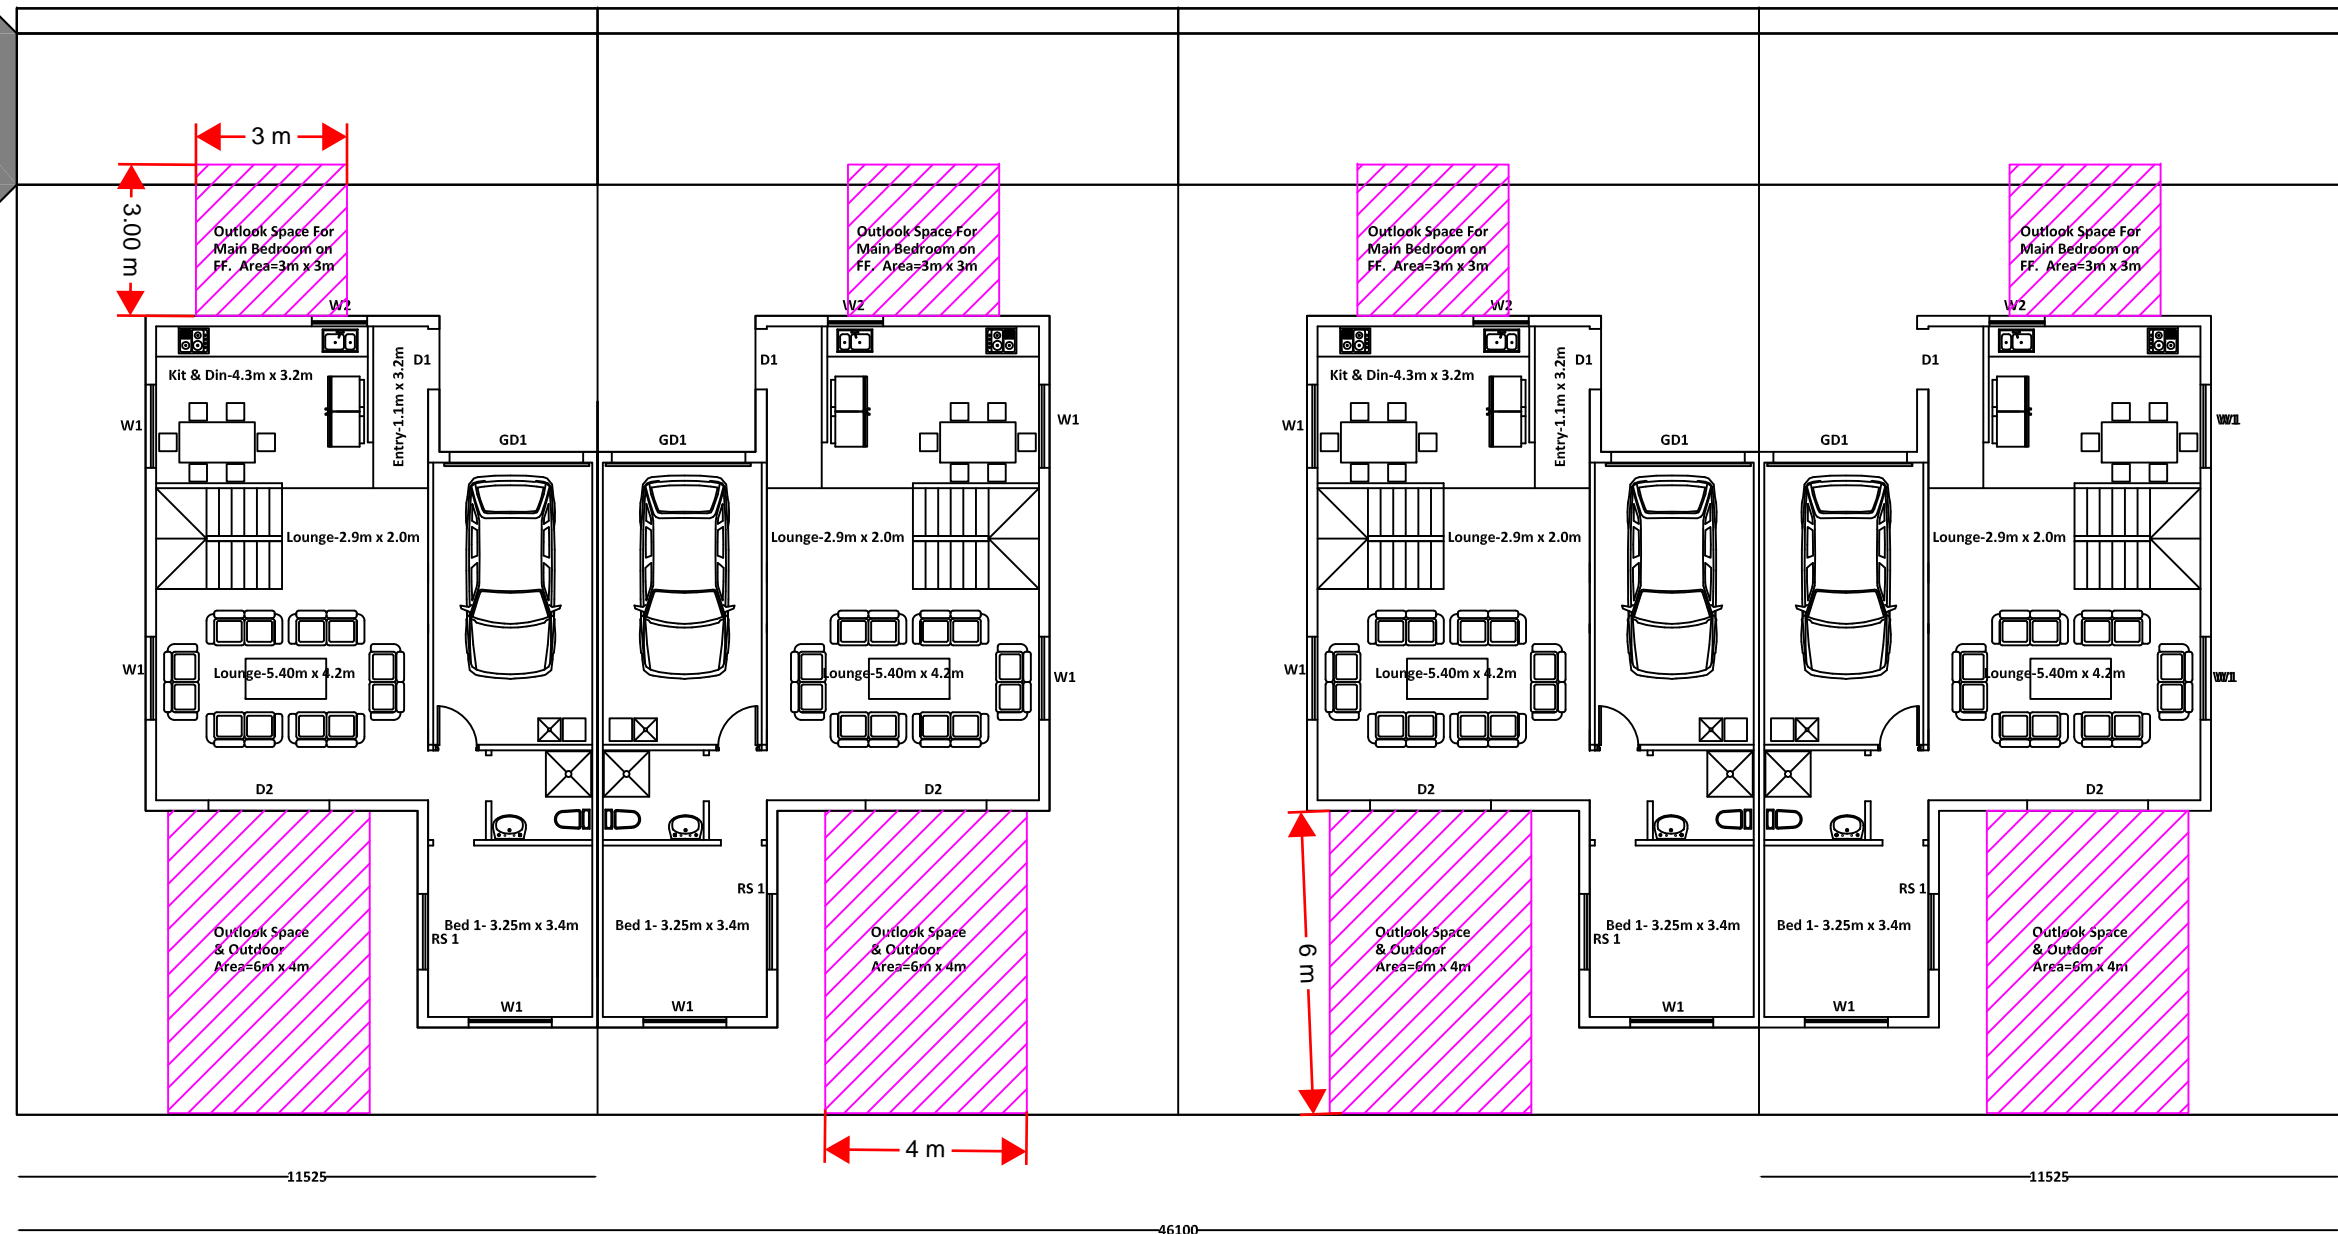 3 m
3.00 m
Outlook Space For
Main Bedroom on
FF.  Area=3m x 3m
Outlook Space For
Main Bedroom on
FF.  Area=3m x 3m
Outlook Space For
Main Bedroom on
FF.  Area=3m x 3m
Outlook Space For
Main Bedroom on
FF.  Area=3m x 3m
W2
W2
W2
W2
D1
D1
D1
D1
Kit & Din-4.3m x 3.2m
Entry-1.1m x 3.2m
Kit & Din-4.3m x 3.2m
Entry-1.1m x 3.2m
W1
W1
W1
W1
GD1
GD1
GD1
GD1
Lounge-2.9m x 2.0m
Lounge-2.9m x 2.0m
Lounge-2.9m x 2.0m
Lounge-2.9m x 2.0m
W1
Lounge-5.40m x 4.2m
Lounge-5.40m x 4.2m
W1
W1
Lounge-5.40m x 4.2m
Lounge-5.40m x 4.2m
W1
D2
D2
D2
D2
RS 1
RS 1
Bed 1- 3.25m x 3.4m
Bed 1- 3.25m x 3.4m
Bed 1- 3.25m x 3.4m
Bed 1- 3.25m x 3.4m
RS 1
RS 1
Outlook Space
& Outdoor
Area=6m x 4m
Outlook Space
& Outdoor
Area=6m x 4m
6 m
Outlook Space
& Outdoor
Area=6m x 4m
Outlook Space
& Outdoor
Area=6m x 4m
W1
W1
W1
W1
4 m
11525
11525
46100